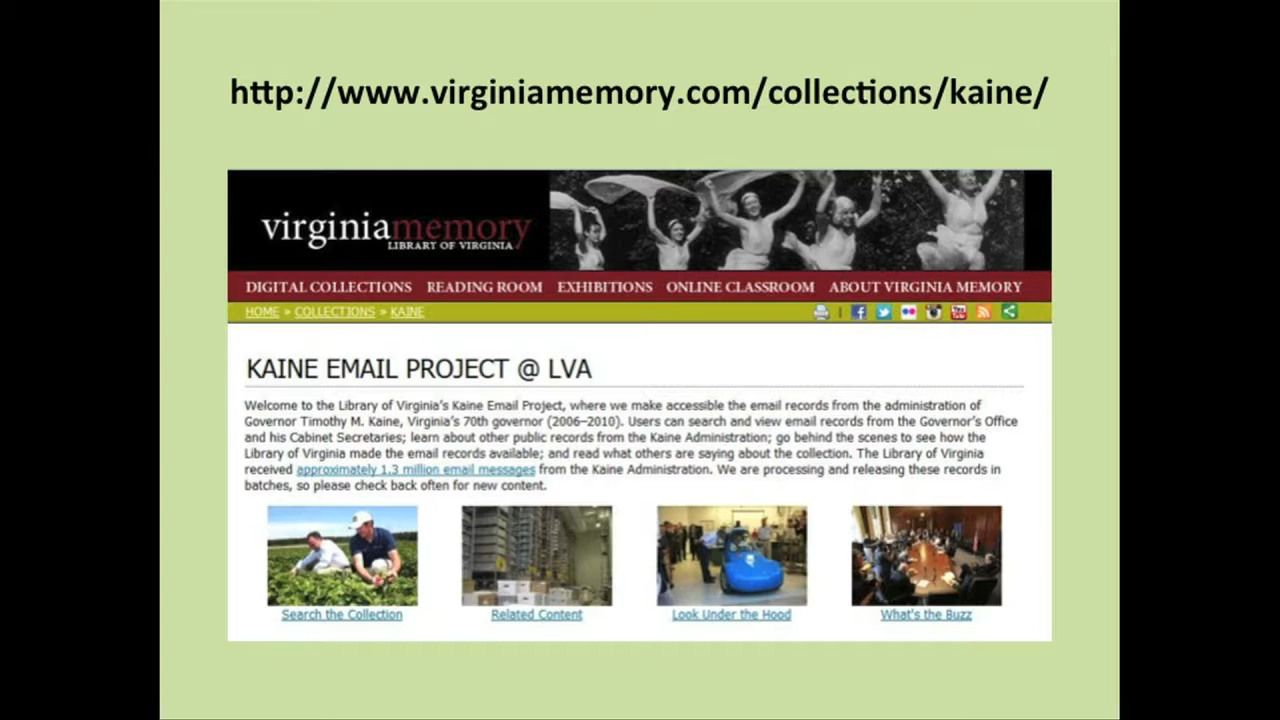 http://www.virginiamemory.com/collections/kaine/
virginiamemory
LIBRARY OF VIRGINIA
DIGITAL COLLECTIONS READING ROOM EXHIBITIONS ONLINE CLASSROOM ABOUT VIRGINIA MEMORY
HOME » COLLECTIONS » KAINE
KAINE EMAIL PROJECT @ LVA
Welcome to the Library of Virginia's Kaine Email Project, where we make accessible the email records from the administration of
Governor Timothy M. Kaine, Virginia's 70th governor (2006–2010). Users can search and view email records from the Governor's Office
and his Cabinet Secretaries; learn about other public records from the Kaine Administration; go behind the scenes to see how the
Library of Virginia made the email records available; and read what others are saying about the collection. The Library of Virginia
received approximately 1.3 million email messages from the Kaine Administration. We are processing and releasing these records in
batches, so please check back often for new content.
Search the Collection Related Content Look Under the Hood What's the Buzz